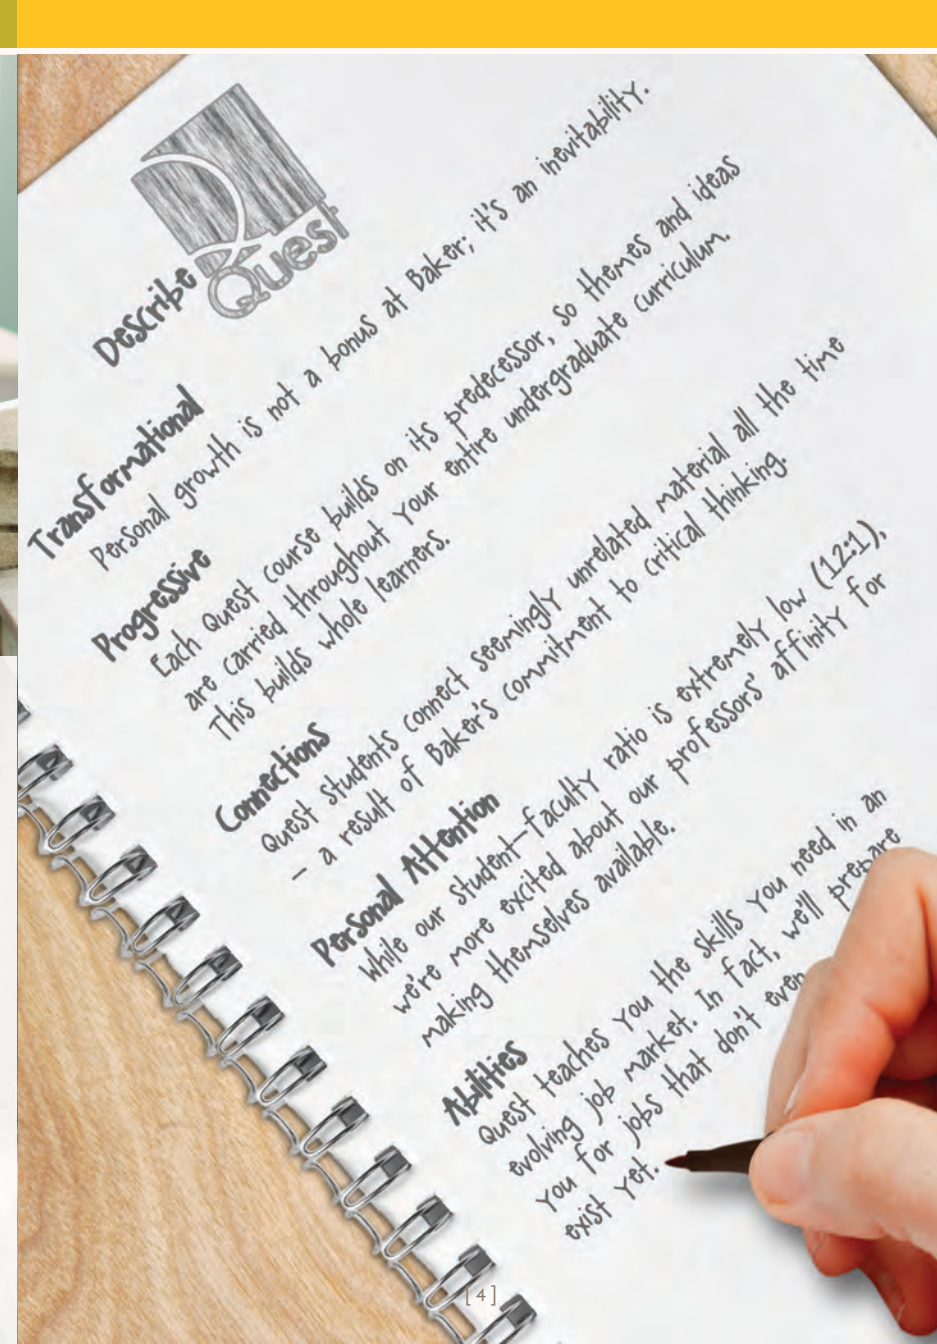 Describe Quest
Transformational
Personal growth is not a bonus at Baker; it's an inevitability.
Progressive
Each Quest course builds on its predecessor, so themes and ideas
are carried throughout your entire undergraduate curriculum.
This builds whole learners.
Connections
Quest students connect seemingly unrelated material all the time
– a result of Baker's commitment to critical thinking.
Personal Attention
While our student–faculty ratio is extremely low (12:1),
we're more excited about our professors' affinity for
making themselves available.
Abilities
Quest teaches you the skills you need in an
evolving job market. In fact, we'll prepare
you for jobs that don't even
exist yet.
[ 4 ]